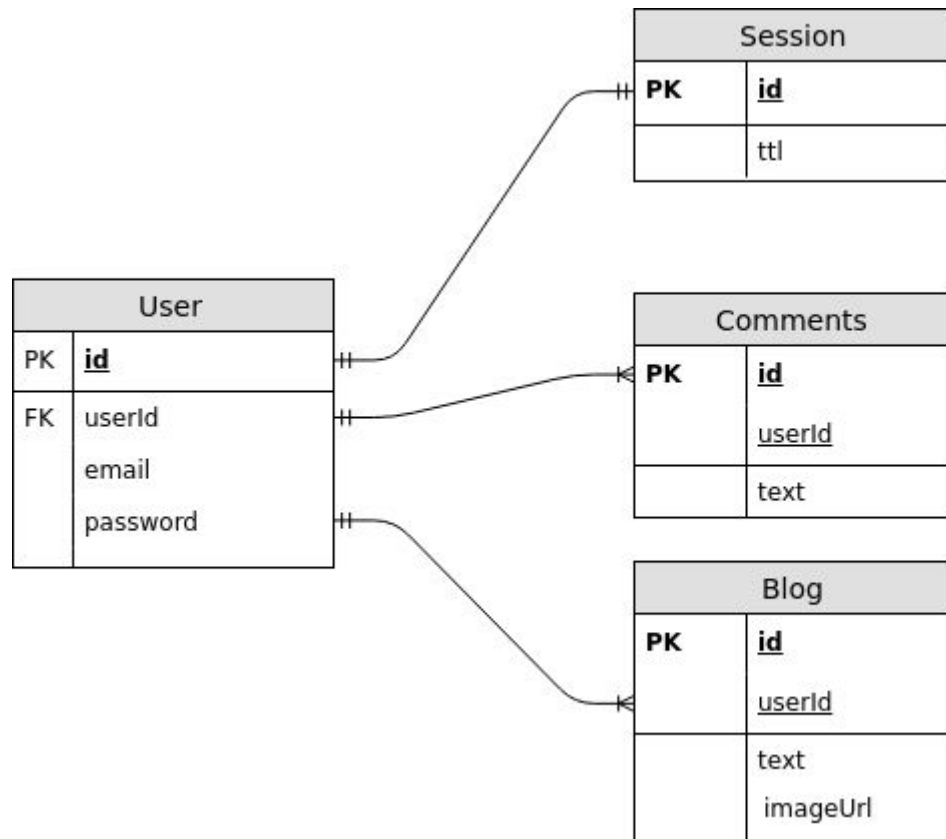 Session
PK id
ttl
User
PK id
FK userId
email
password
Comments
PK id
userId
text
Blog
PK id
userId
text
imageUrl